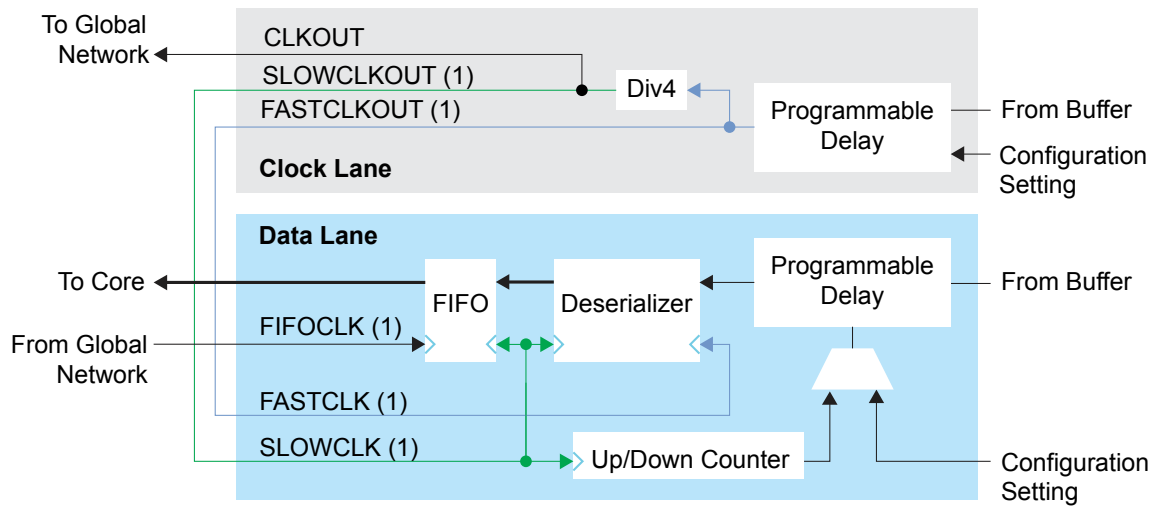 To Global
Network
CLKOUT
SLOWCLKOUT (1)
FASTCLKOUT (1)
Div4
Programmable
Delay
From Buffer
Configuration
Setting
Clock Lane
Data Lane
To Core
FIFO
Deserializer
Programmable
Delay
From Buffer
FIFOCLK (1)
From Global
Network
FASTCLK (1)
SLOWCLK (1)
Up/Down Counter
Configuration
Setting